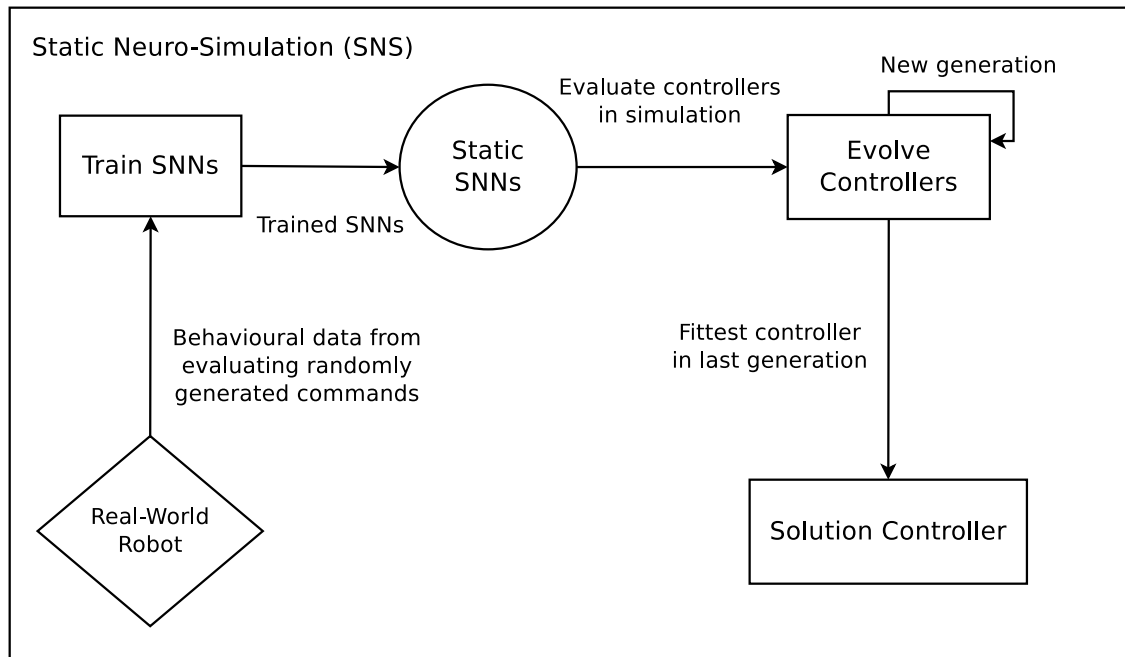 Static Neuro-Simulation (SNS)
New generation
Evaluate controllers
in simulation
Train SNNs
Static
SNNs
Evolve
Controllers
Trained SNNs
Behavioural data from
evaluating randomly
generated commands
Fittest controller
in last generation
Real-World
Robot
Solution Controller